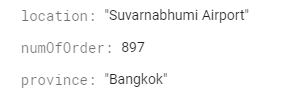 location: "Suvarnabhumi Airport"
numOfOrder: 897
province: "Bangkok"